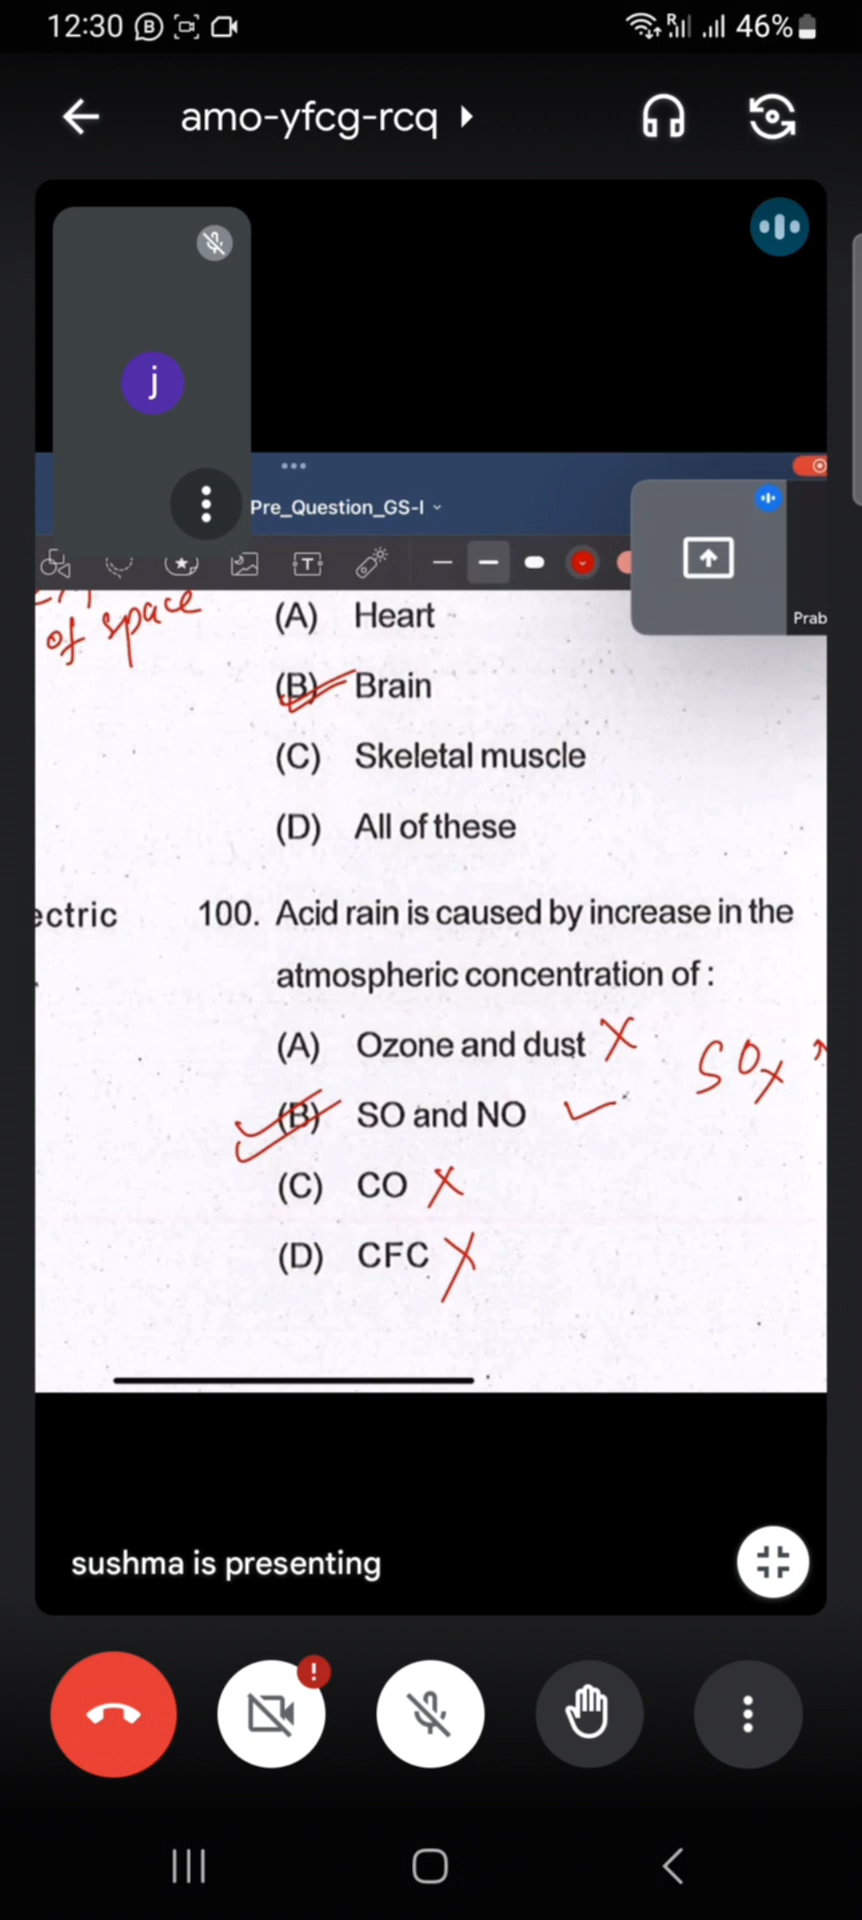 12:30 46%
amo-yfcg-rcq
j
Pre_Question_GS-I
T
Prab
of space
(A) Heart
(B) Brain
(C) Skeletal muscle
(D) All of these
ectric
100. Acid rain is caused by increase in the
atmospheric concentration of :
(A) Ozone and dust X
SOx
(B) SO and NO
(C) CO X
(D) CFC X
sushma is presenting